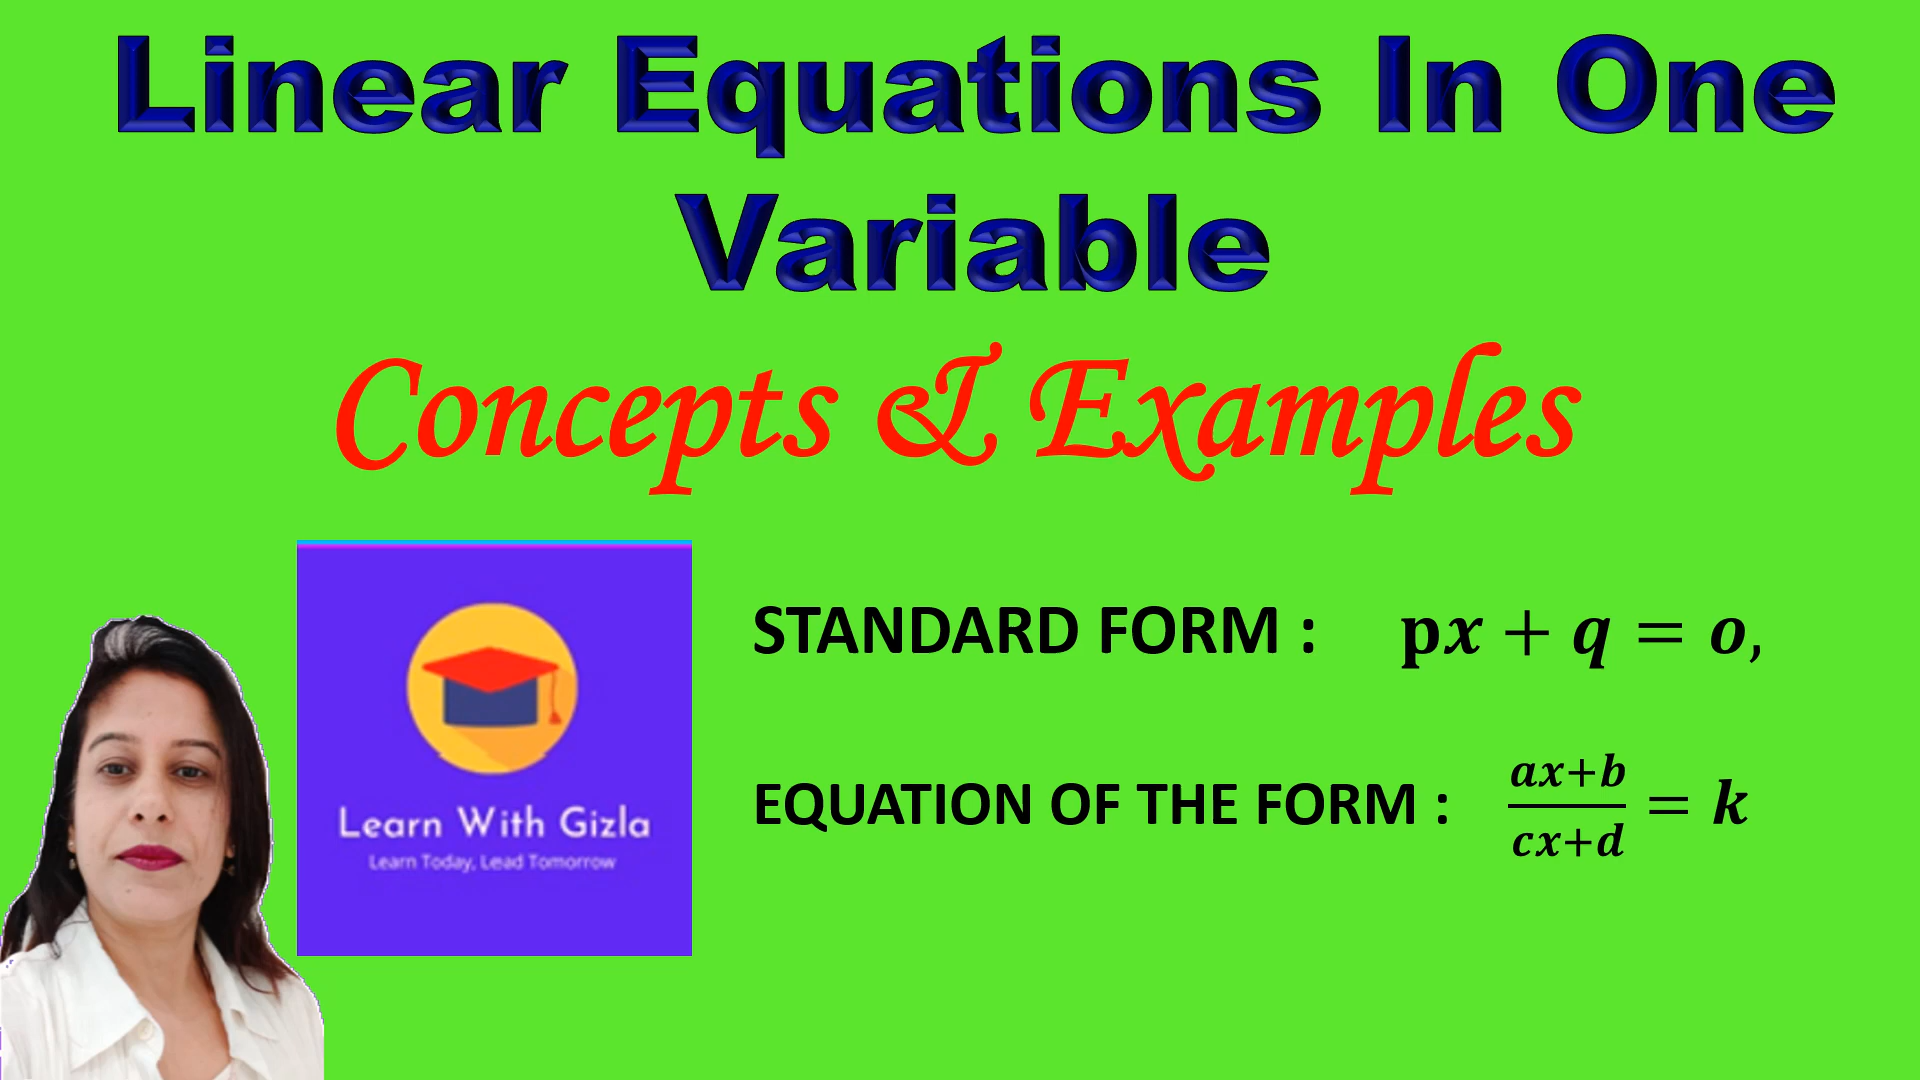 Linear Equations In One
Variable
Concepts & Examples
Learn With Gizla
Learn Today, Lead Tomorrow
STANDARD FORM : px + q = o,
EQUATION OF THE FORM : \frac{ax+b}{cx+d} = k